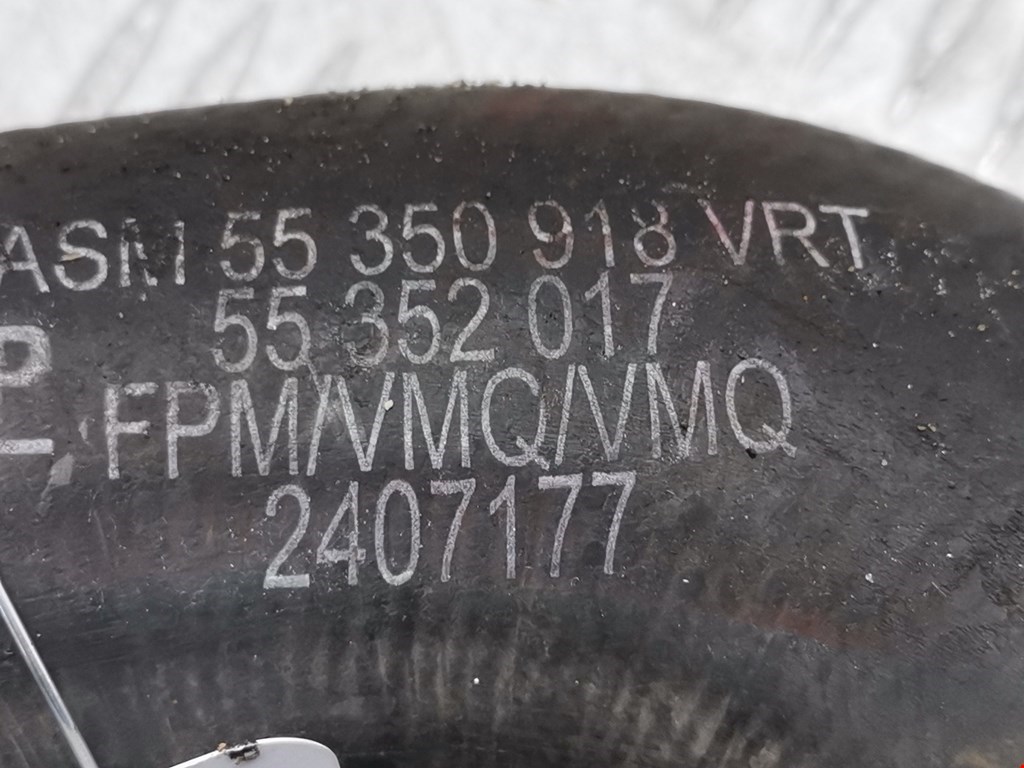 ASM 55 350 918 VRT
55 352 017
FPM/VMQ/VMQ
2407177